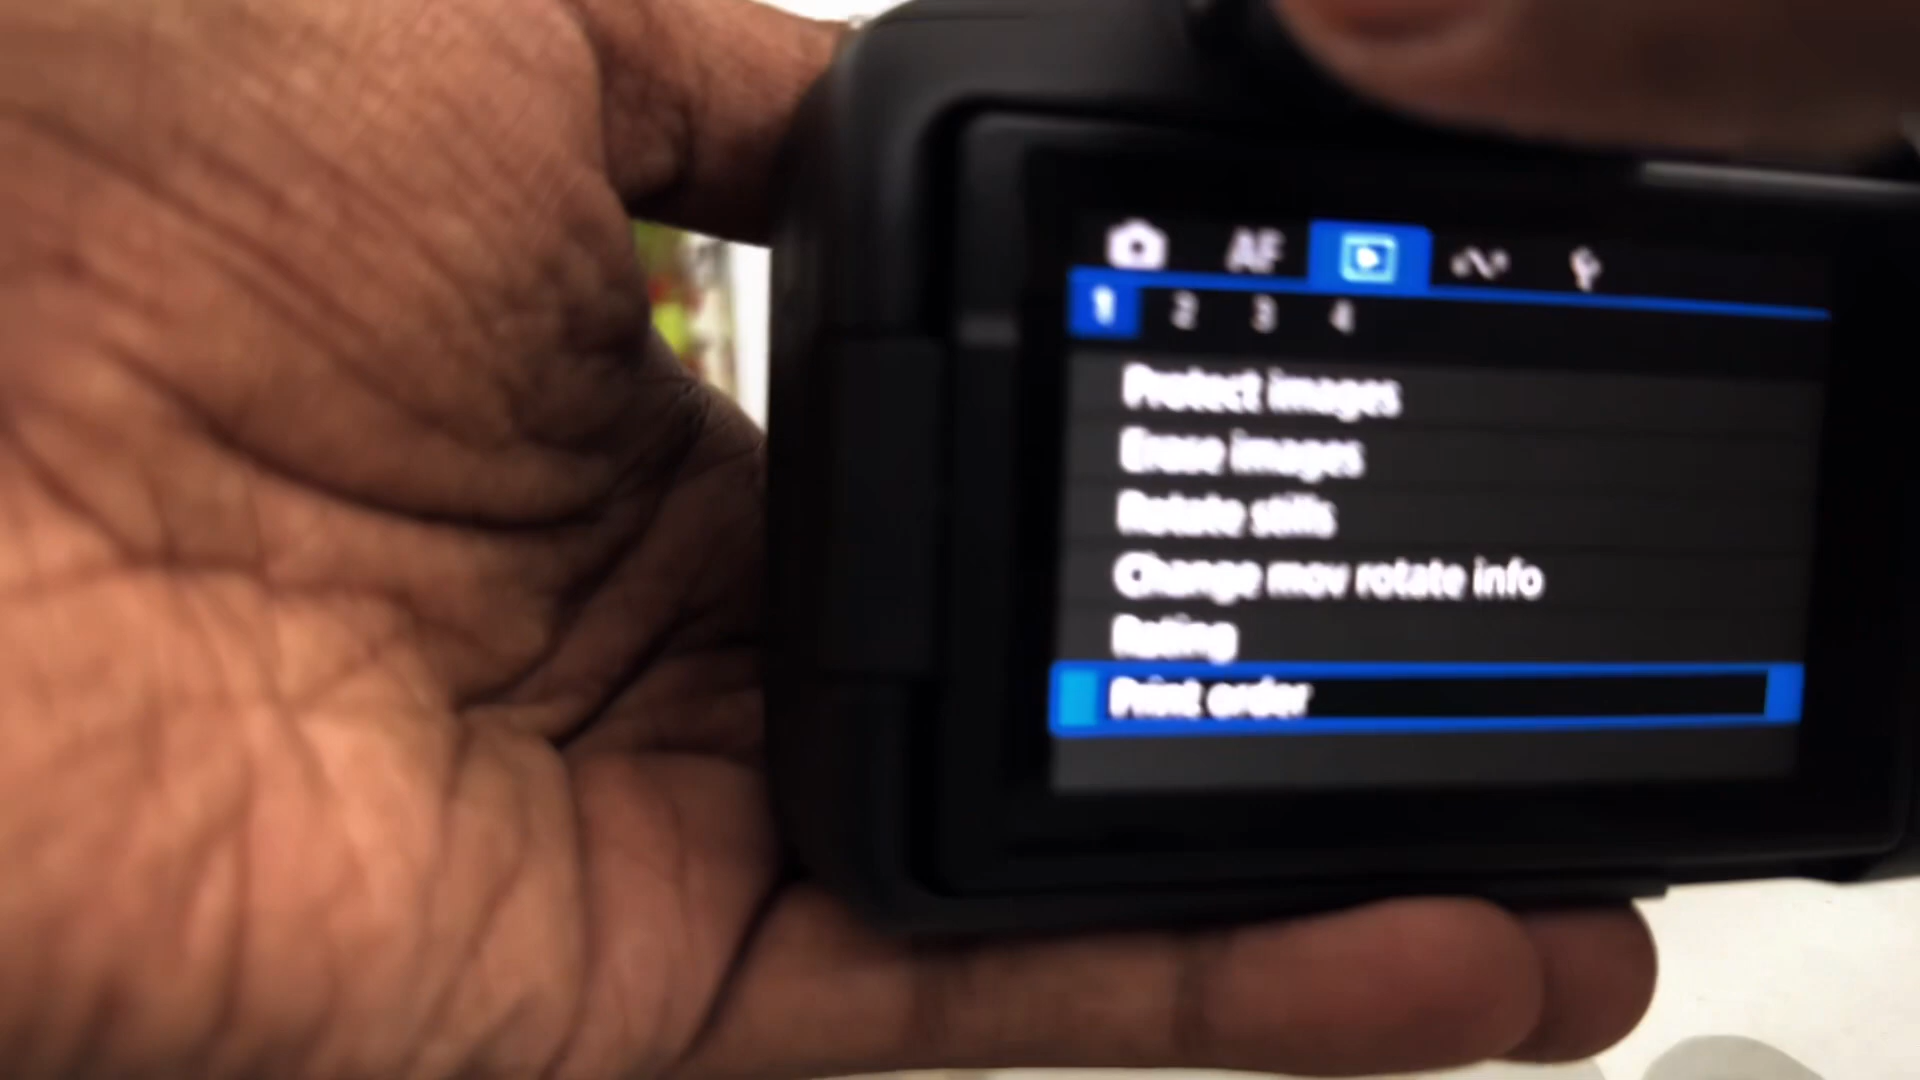 AF
1 2 3 4
Protect images
Erase images
Rotate stills
Change mov rotate info
Rating
Print order